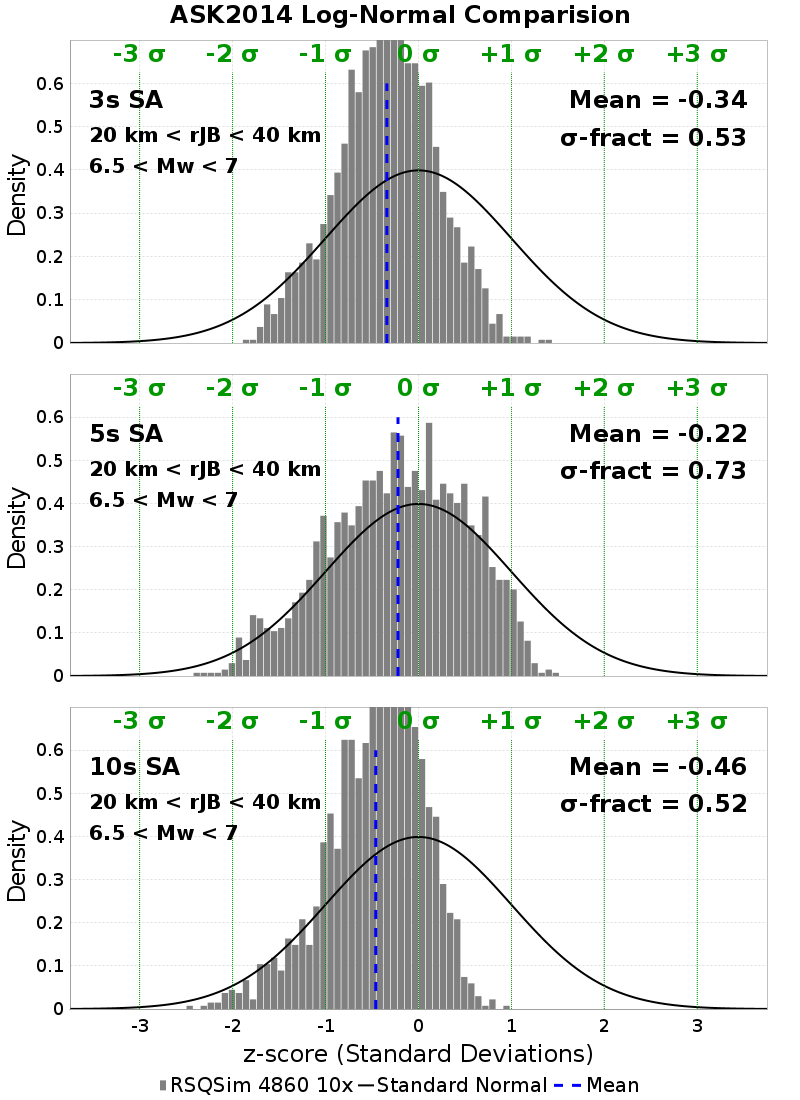 ASK2014 Log-Normal Comparision
-3 σ -2 σ -1 σ 0 σ +1 σ +2 σ +3 σ
3s SA
Mean = -0.34
20 km < rJB < 40 km
σ-fract = 0.53
6.5 < Mw < 7
Density
0.6
0.5
0.4
0.3
0.2
0.1
0
-3 σ -2 σ -1 σ 0 σ +1 σ +2 σ +3 σ
5s SA
Mean = -0.22
20 km < rJB < 40 km
σ-fract = 0.73
6.5 < Mw < 7
Density
0.6
0.5
0.4
0.3
0.2
0.1
0
-3 σ -2 σ -1 σ 0 σ +1 σ +2 σ +3 σ
10s SA
Mean = -0.46
20 km < rJB < 40 km
σ-fract = 0.52
6.5 < Mw < 7
Density
0.6
0.5
0.4
0.3
0.2
0.1
0
-3 -2 -1 0 1 2 3
z-score (Standard Deviations)
RSQSim 4860 10x Standard Normal Mean